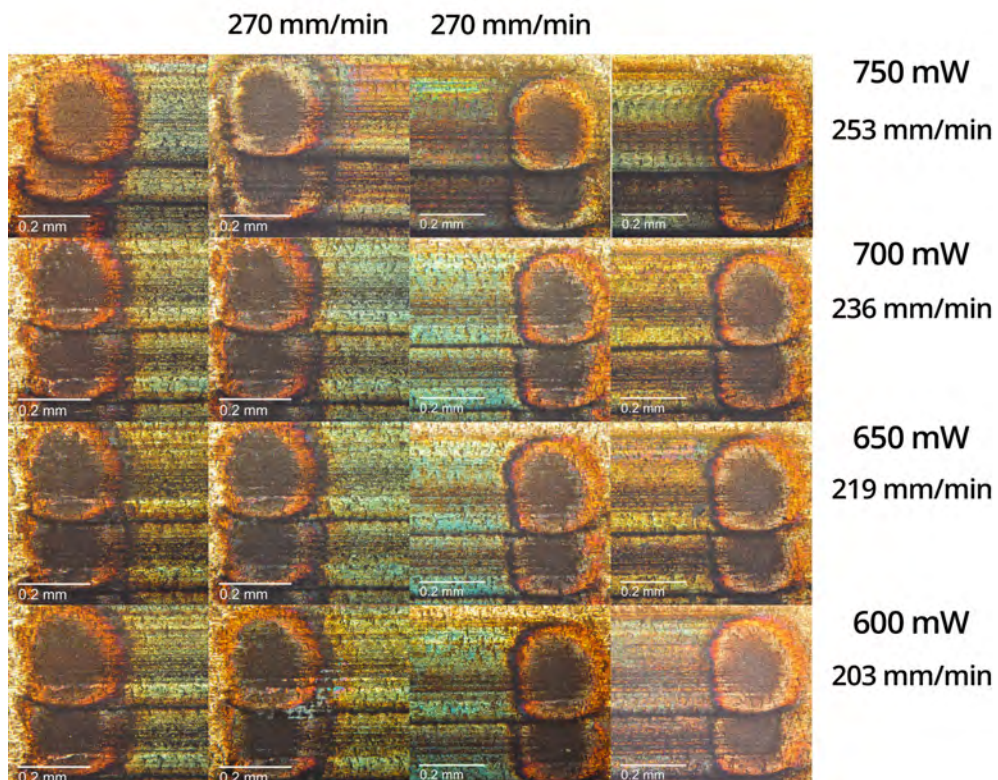 270 mm/min 270 mm/min
750 mW
253 mm/min
0.2 mm 0.2 mm 0.2 mm 0.2 mm
700 mW
236 mm/min
0.2 mm 0.2 mm 0.2 mm 0.2 mm
650 mW
219 mm/min
0.2 mm 0.2 mm 0.2 mm 0.2 mm
600 mW
203 mm/min
0.2 mm 0.2 mm 0.2 mm 0.2 mm